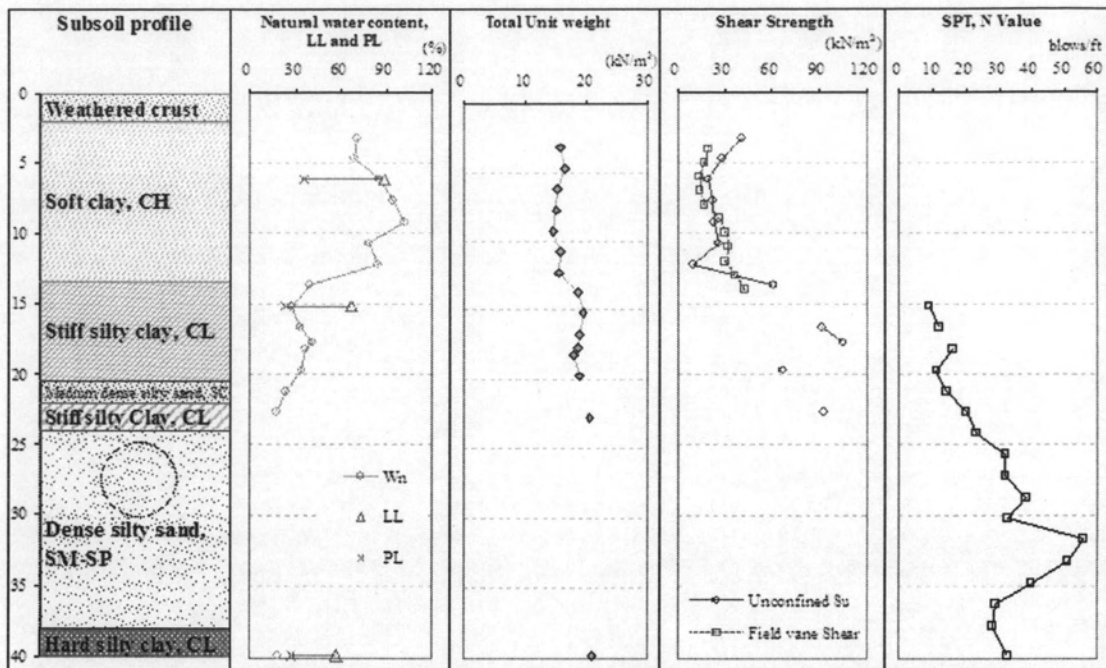 Subsoil profile
Natural water content,
LL and PL
(%)
0 30 60 90 120
Total Unit weight
(kN/m³)
0 10 20 30
Shear Strength
(kN/m²)
0 30 60 90 120
SPT, N Value
blows/ft
0 10 20 30 40 50 60
0
Weathered crust
5
Soft clay, CH
10
15
Stiff silty clay, CL
20
Medium dense silty sand, SC
Stiff silty Clay, CL
25
Wn
LL
30
Dense silty sand,
SM-SP
PL
35
Unconfined Su
Field vane Shear
Hard silty clay, CL
40